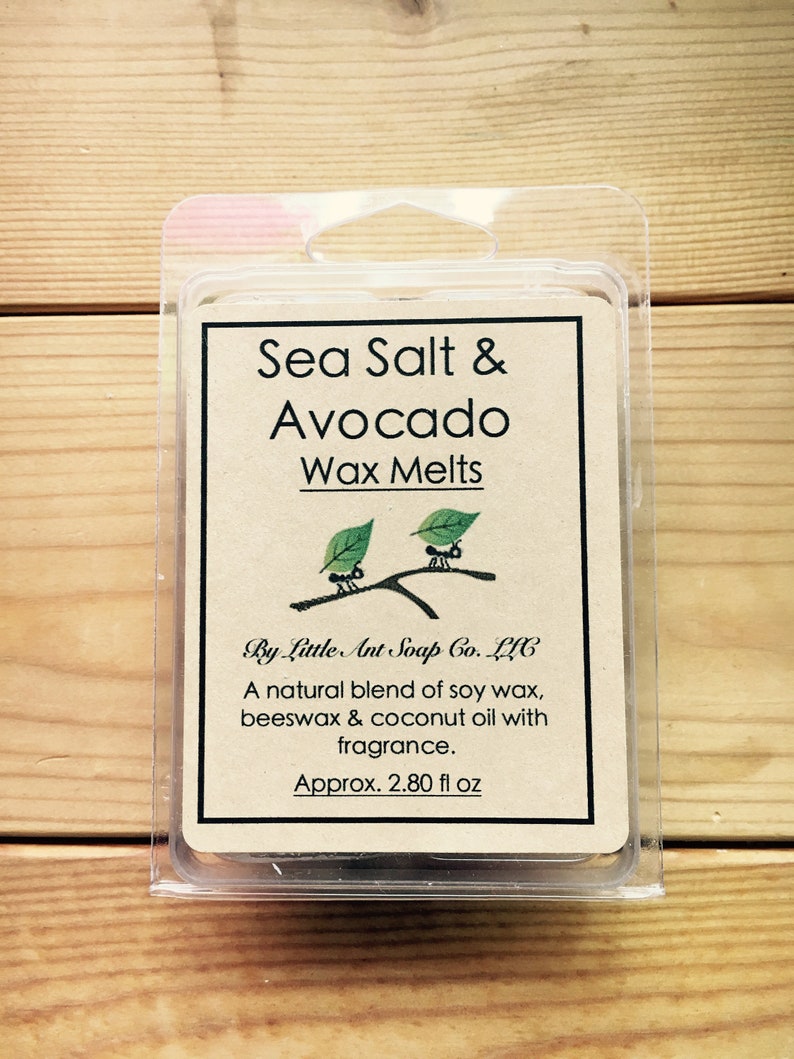 Sea Salt &
Avocado
Wax Melts
By Little Ant Soap Co. LLC
A natural blend of soy wax,
beeswax & coconut oil with
fragrance.
Approx. 2.80 fl oz